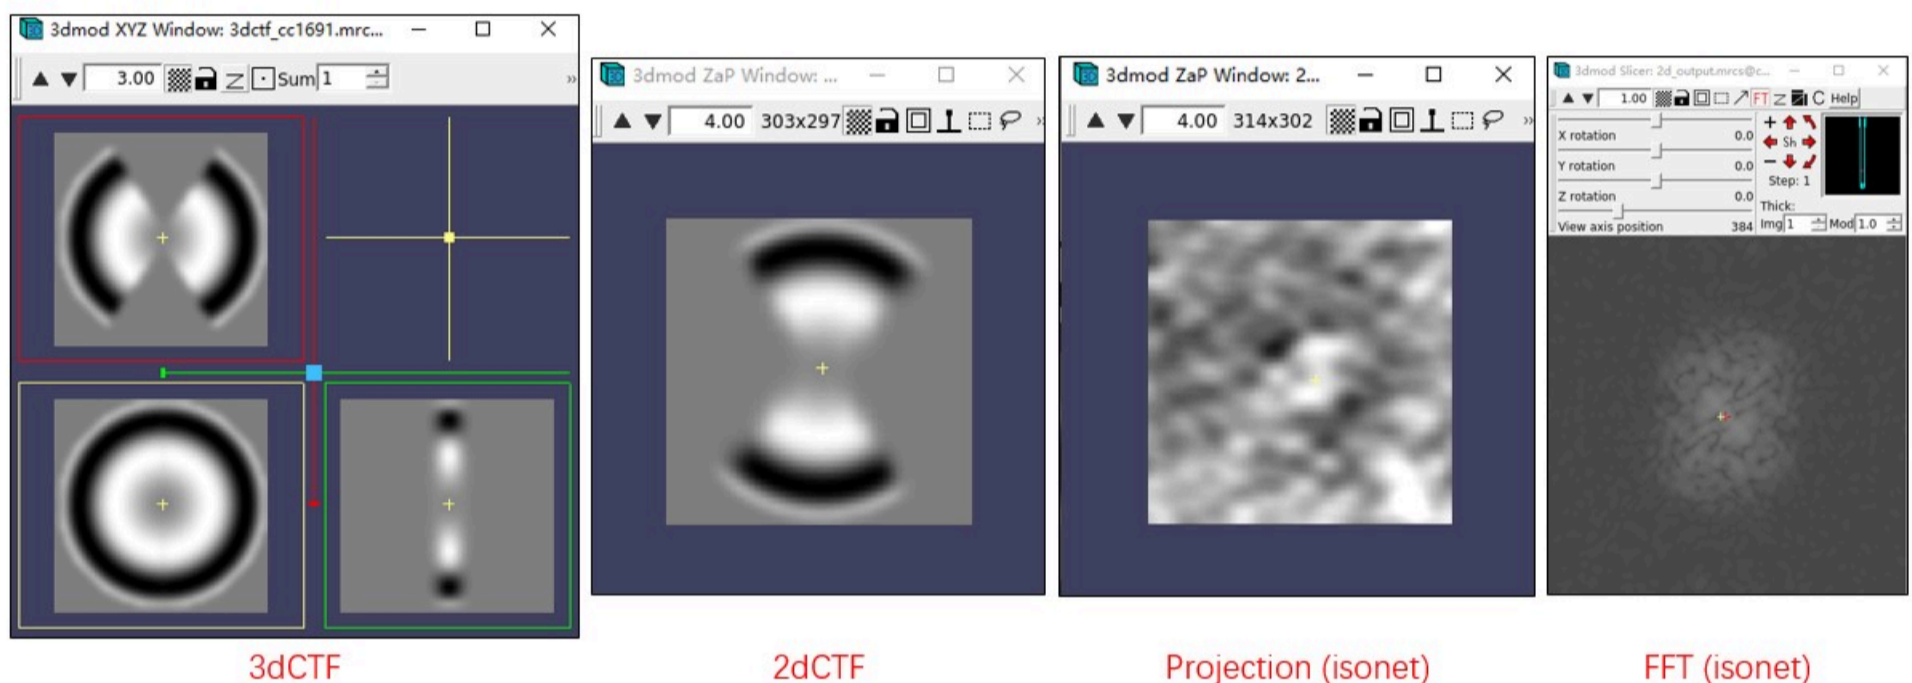 3dmod XYZ Window: 3dctf_cc1691.mrc...
3.00 Z Sum 1 »
3dCTF
3dmod ZaP Window: ...
4.00 303x297
2dCTF
3dmod ZaP Window: 2...
4.00 314x302 »
Projection (isonet)
3dmod Slicer: 2d_output.mrcs@c...
1.00 FT Z C Help
X rotation 0.0
Y rotation 0.0
Z rotation 0.0
View axis position 384
Sh
Step: 1
Thick:
Img 1 Mod 1.0
FFT (isonet)